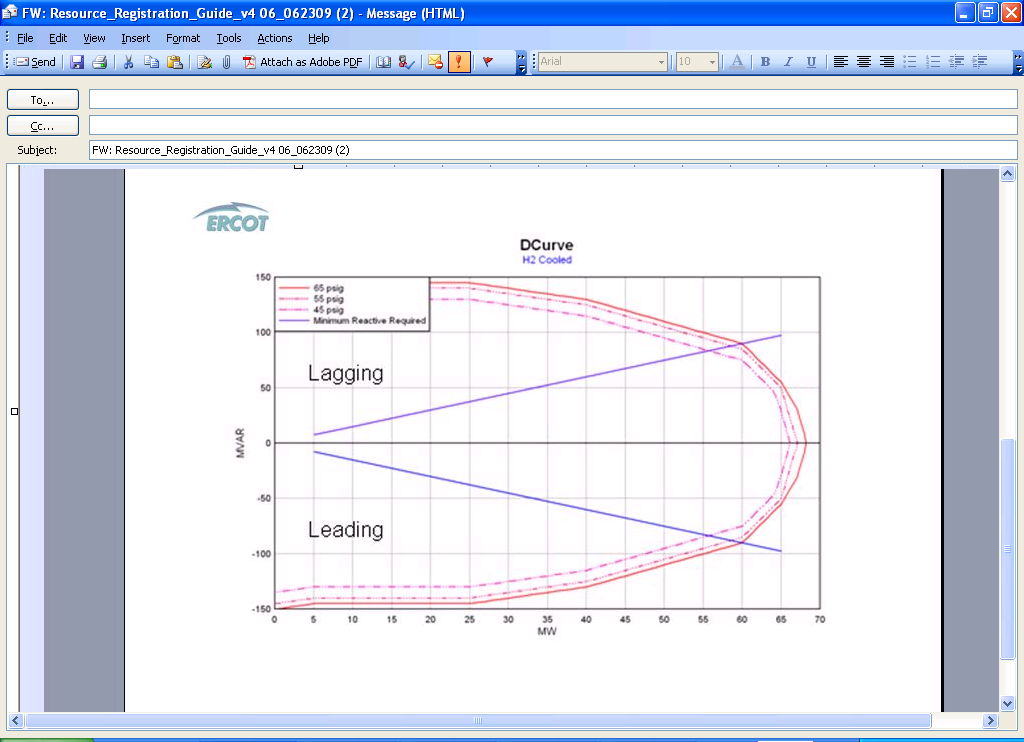 FW: Resource_Registration_Guide_v4 06_062309 (2) - Message (HTML)
File Edit View Insert Format Tools Actions Help
Send Attach as Adobe PDF Arial 10 A B I U
To...
Cc...
Subject: FW: Resource_Registration_Guide_v4 06_062309 (2)
ERCOT
DCurve
H2 Cooled
65 psig
55 psig
45 psig
Minimum Reactive Required
150
100
50
0
-50
-100
-150
MVAR
Lagging
Leading
0 5 10 15 20 25 30 35 40 45 50 55 60 65 70
MW